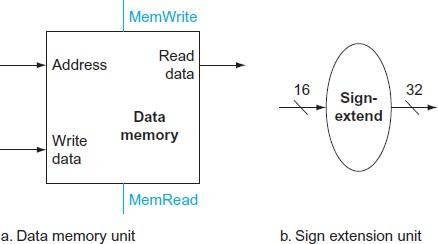 MemWrite
Address
Read
data
Data
memory
Write
data
MemRead
a. Data memory unit
16
Sign-
extend
32
b. Sign extension unit